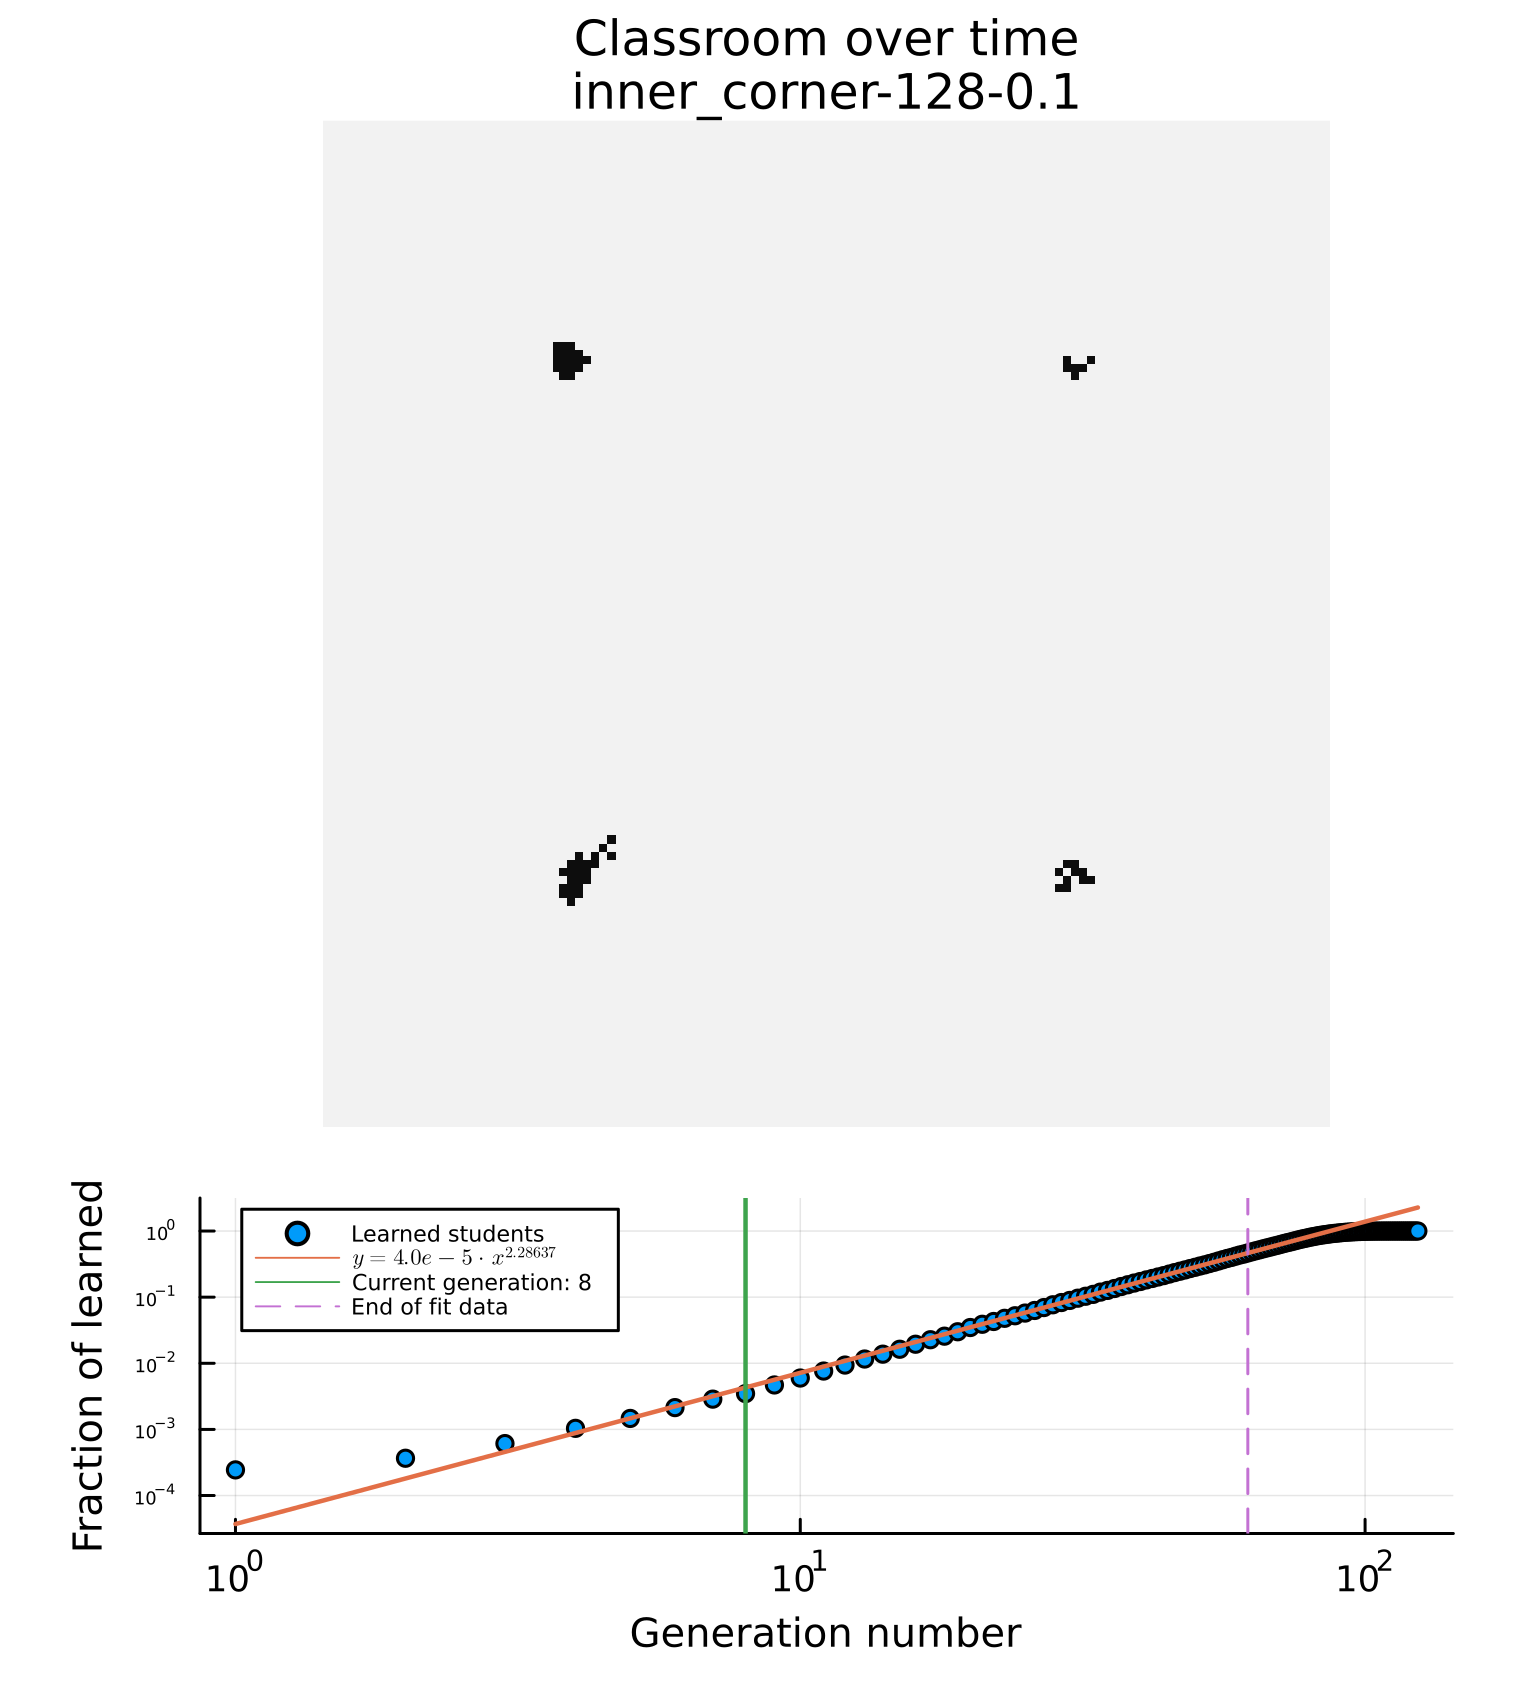 Classroom over time
inner_corner-128-0.1
Fraction of learned
10^0
10^-1
10^-2
10^-3
10^-4
Learned students
y = 4.0e − 5 · x^2.28637
Current generation: 8
End of fit data
10^0 10^1 10^2
Generation number